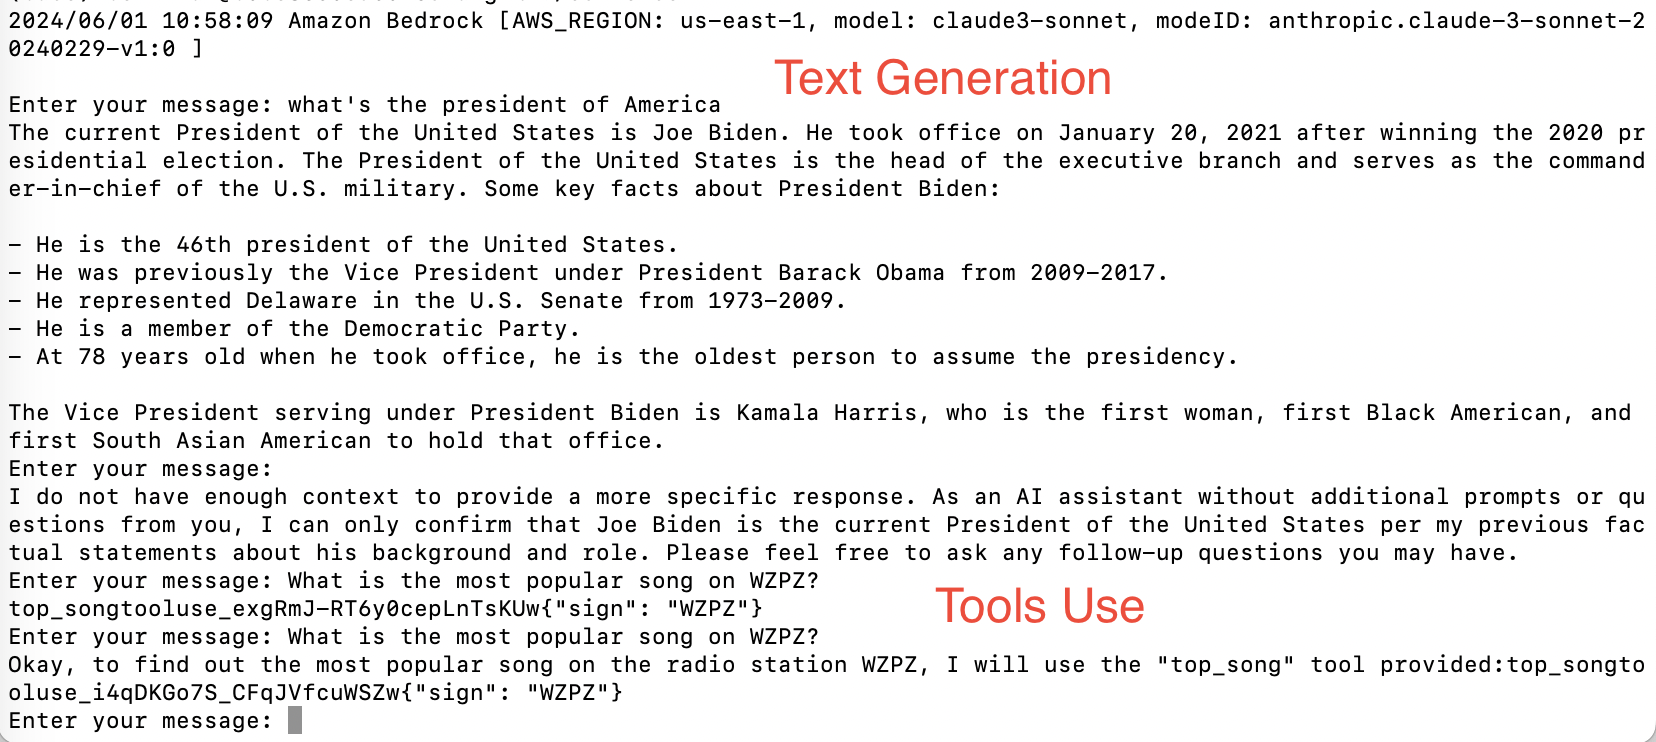 2024/06/01 10:58:09 Amazon Bedrock [AWS_REGION: us-east-1, model: claude3-sonnet, modeID: anthropic.claude-3-sonnet-2
0240229-v1:0 ]
Text Generation
Enter your message: what's the president of America
The current President of the United States is Joe Biden. He took office on January 20, 2021 after winning the 2020 pr
esidential election. The President of the United States is the head of the executive branch and serves as the command
er-in-chief of the U.S. military. Some key facts about President Biden:
- He is the 46th president of the United States.
- He was previously the Vice President under President Barack Obama from 2009-2017.
- He represented Delaware in the U.S. Senate from 1973-2009.
- He is a member of the Democratic Party.
- At 78 years old when he took office, he is the oldest person to assume the presidency.
The Vice President serving under President Biden is Kamala Harris, who is the first woman, first Black American, and
first South Asian American to hold that office.
Enter your message:
I do not have enough context to provide a more specific response. As an AI assistant without additional prompts or qu
estions from you, I can only confirm that Joe Biden is the current President of the United States per my previous fac
tual statements about his background and role. Please feel free to ask any follow-up questions you may have.
Enter your message: What is the most popular song on WZPZ?
top_songtooluse_exgRmJ-RT6y0cepLnTsKUw{"sign": "WZPZ"}
Tools Use
Enter your message: What is the most popular song on WZPZ?
Okay, to find out the most popular song on the radio station WZPZ, I will use the "top_song" tool provided:top_songto
oluse_i4qDKGo7S_CFqJVfcuWSZw{"sign": "WZPZ"}
Enter your message: